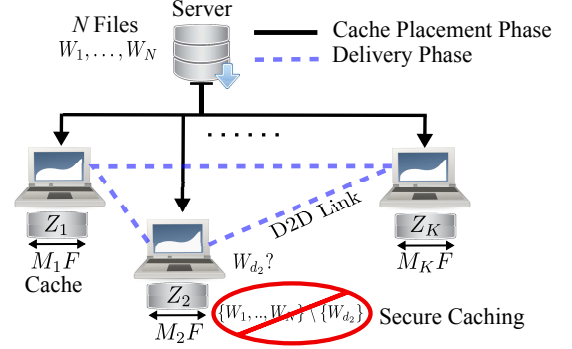 Server
N Files
W_1, ..., W_N
Cache Placement Phase
Delivery Phase
......
D2D Link
Z_1
M_1F
Cache
W_{d_2}?
Z_2
M_2F
Z_K
M_KF
{W_1, .., W_N} \ {W_{d_2}}
Secure Caching